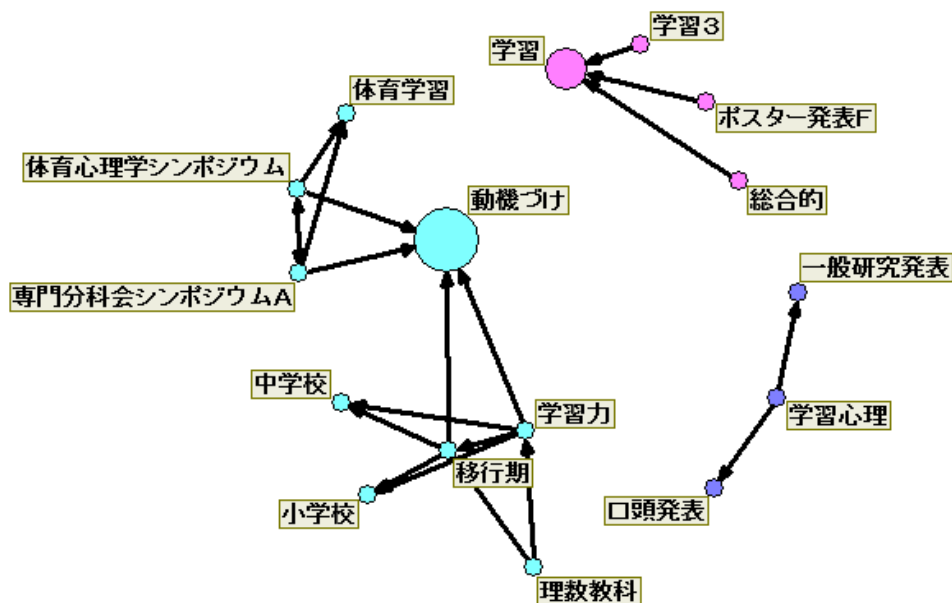 学習３
学習
体育学習
ポスター発表F
体育心理学シンポジウム
動機づけ
総合的
一般研究発表
専門分科会シンポジウムA
中学校
学習力
学習心理
移行期
小学校
口頭発表
理数教科